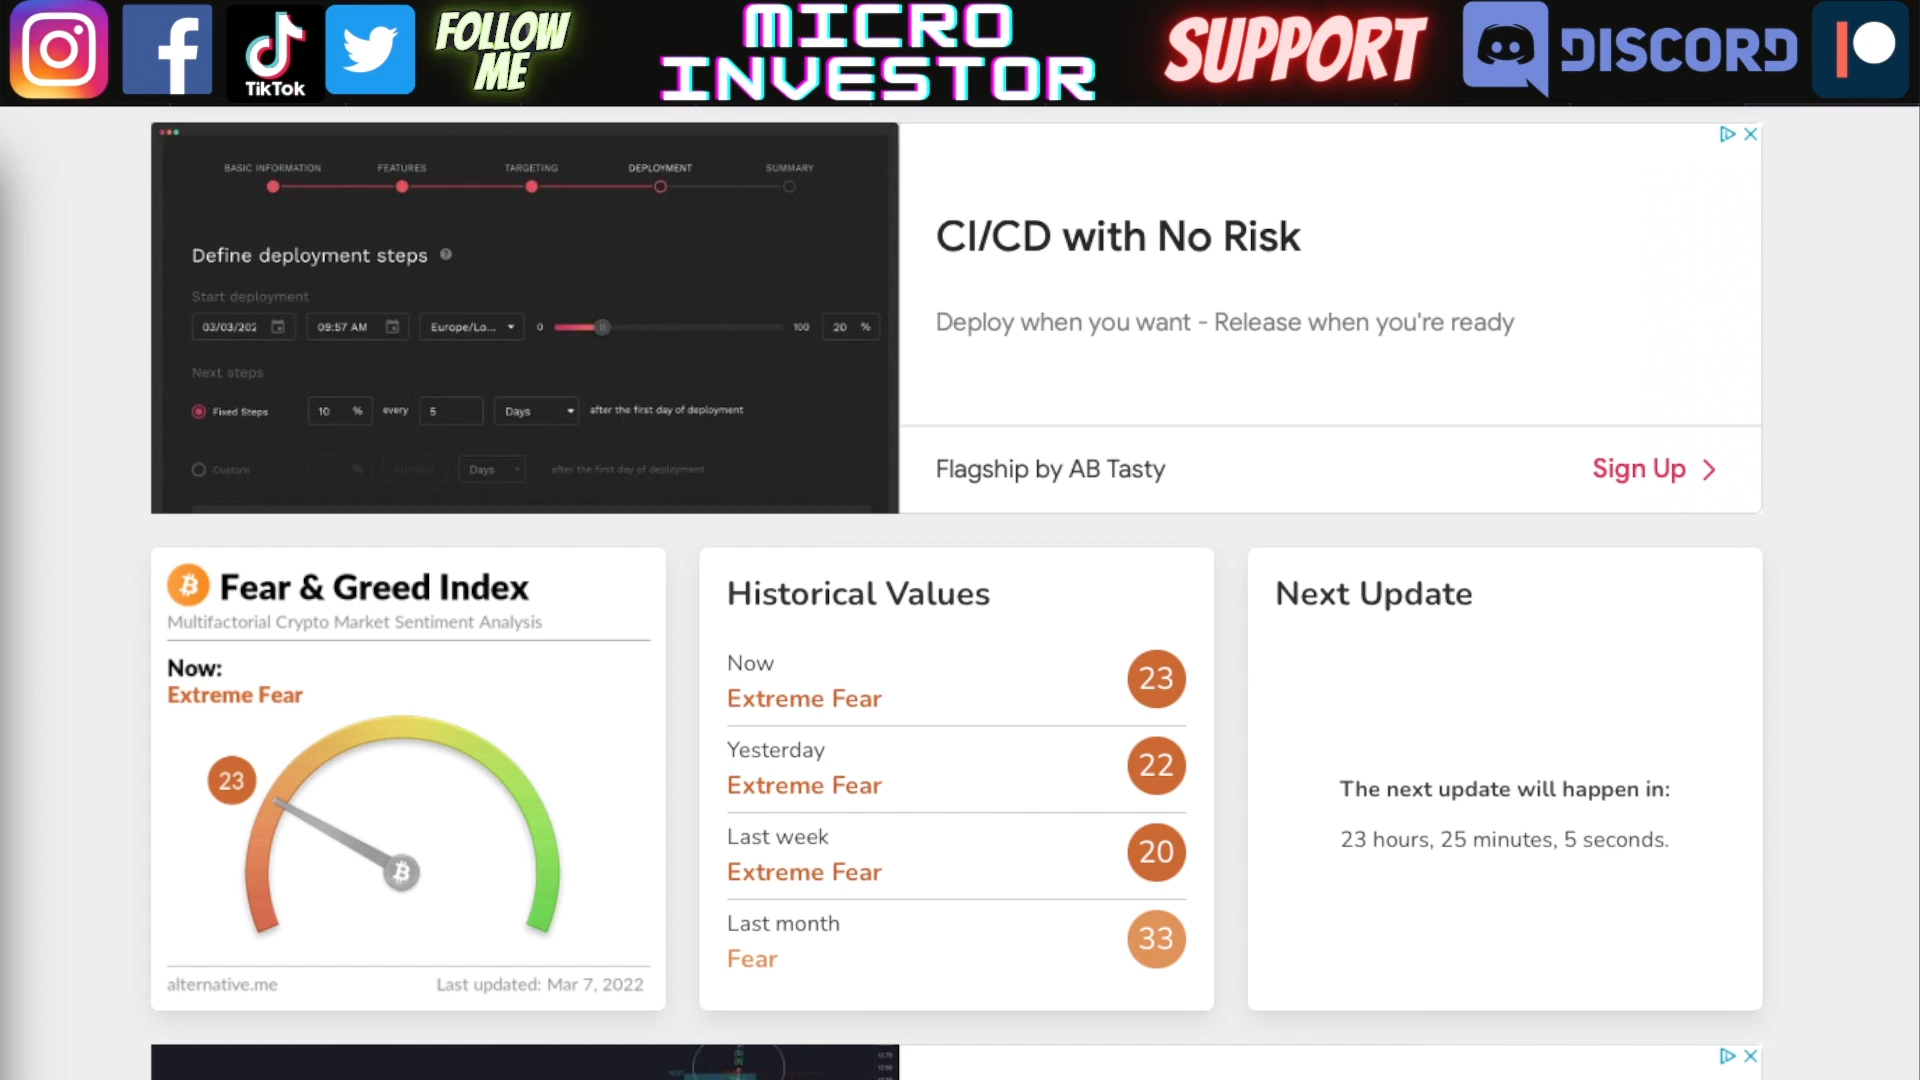 TikTok
FOLLOW
ME
MICRO
INVESTOR
SUPPORT
DISCORD
BASIC INFORMATION FEATURES TARGETING DEPLOYMENT SUMMARY
Define deployment steps ?
Start deployment
03/03/202 09:57 AM Europe/Lo... 0 100 20 %
Next steps
Fixed Steps 10 % every 5 Days after the first day of deployment
Custom % Days after the first day of deployment
CI/CD with No Risk
Deploy when you want - Release when you're ready
Flagship by AB Tasty
Sign Up
Fear & Greed Index
Multifactorial Crypto Market Sentiment Analysis
Now:
Extreme Fear
23
alternative.me Last updated: Mar 7, 2022
Historical Values
Now
Extreme Fear 23
Yesterday
Extreme Fear 22
Last week
Extreme Fear 20
Last month
Fear 33
Next Update
The next update will happen in:
23 hours, 25 minutes, 5 seconds.